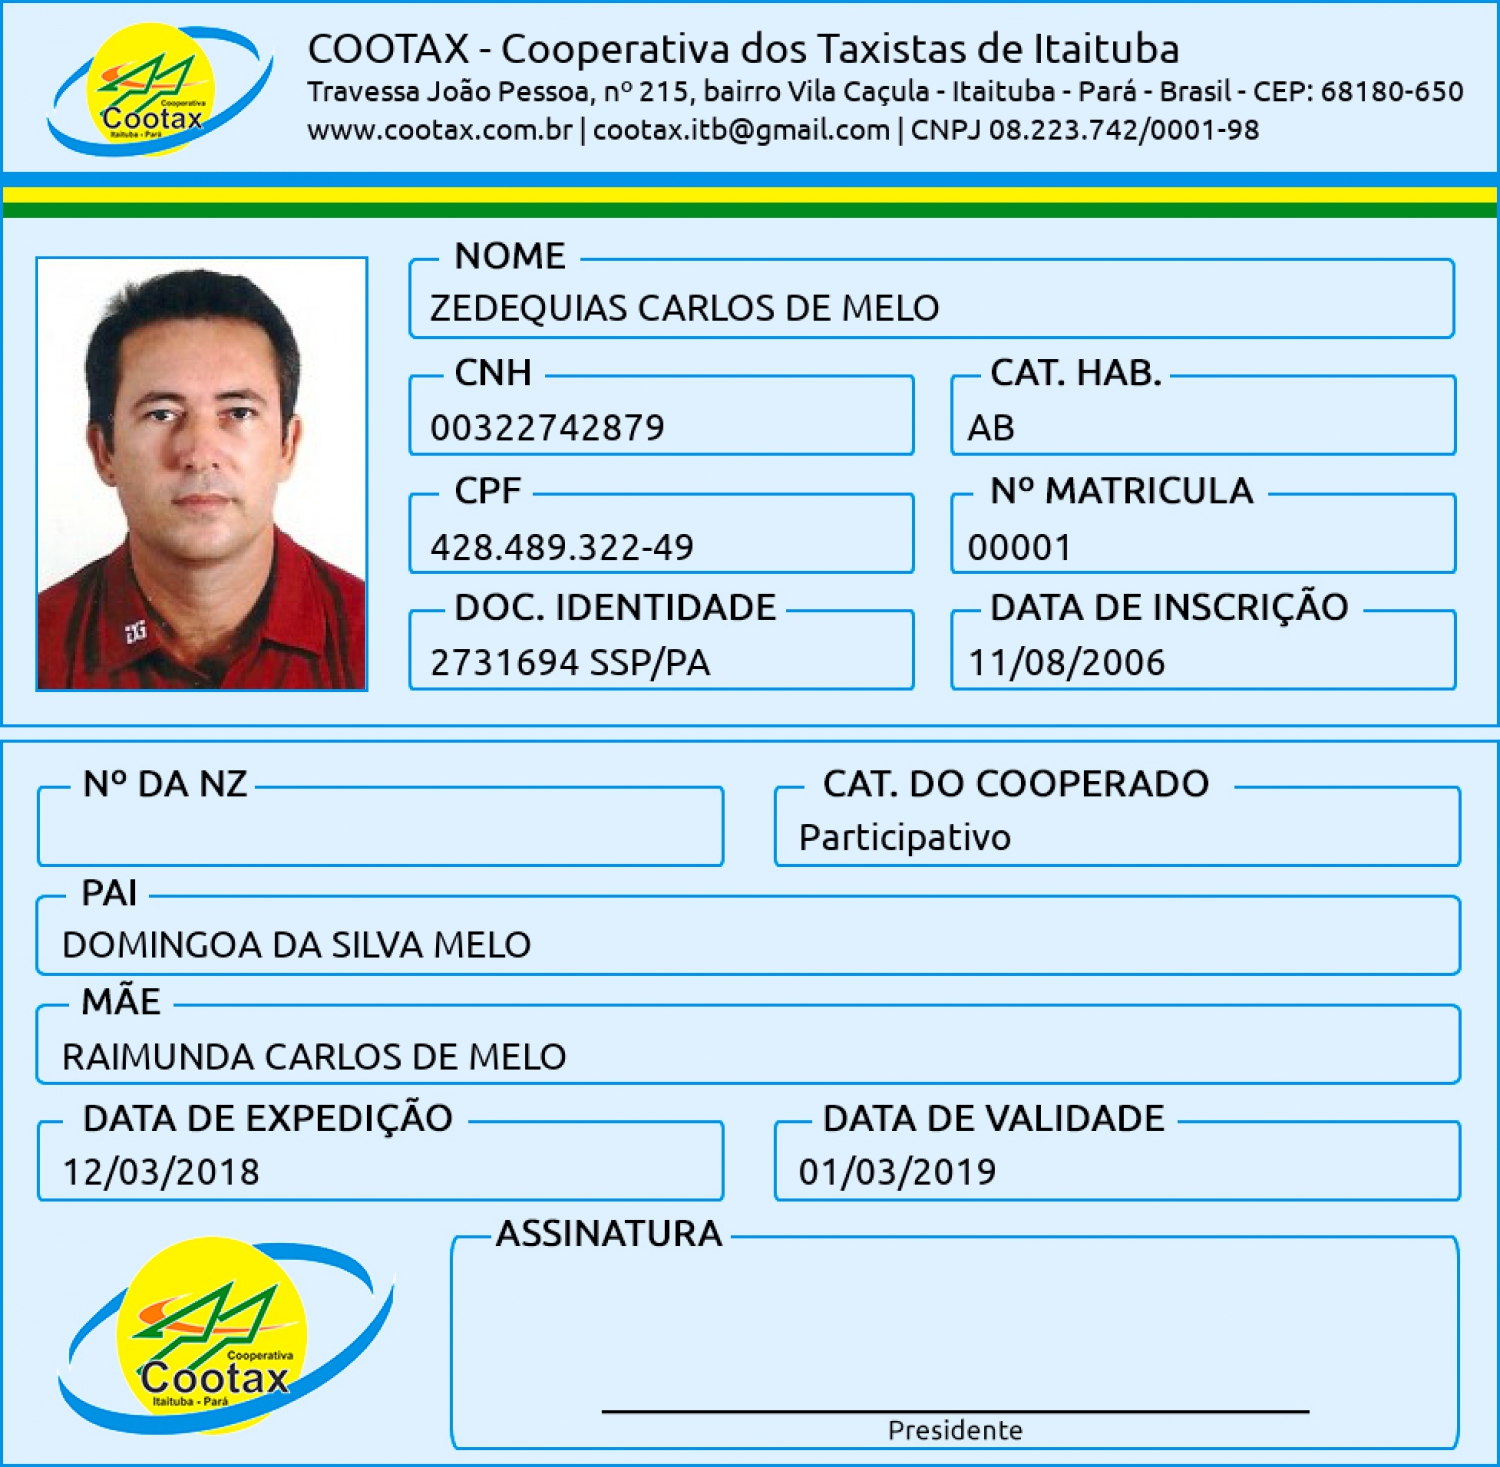 COOTAX - Cooperativa dos Taxistas de Itaituba
Travessa João Pessoa, nº 215, bairro Vila Caçula - Itaituba - Pará - Brasil - CEP: 68180-650
www.cootax.com.br | cootax.itb@gmail.com | CNPJ 08.223.742/0001-98
Cooperativa
Cootax
Itaituba - Pará
NOME
ZEDEQUIAS CARLOS DE MELO
CNH
00322742879
CAT. HAB.
AB
CPF
428.489.322-49
Nº MATRICULA
00001
DOC. IDENTIDADE
2731694 SSP/PA
DATA DE INSCRIÇÃO
11/08/2006
Nº DA NZ
CAT. DO COOPERADO
Participativo
PAI
DOMINGOA DA SILVA MELO
MÃE
RAIMUNDA CARLOS DE MELO
DATA DE EXPEDIÇÃO
12/03/2018
DATA DE VALIDADE
01/03/2019
Cooperativa
Cootax
Itaituba - Pará
ASSINATURA
Presidente